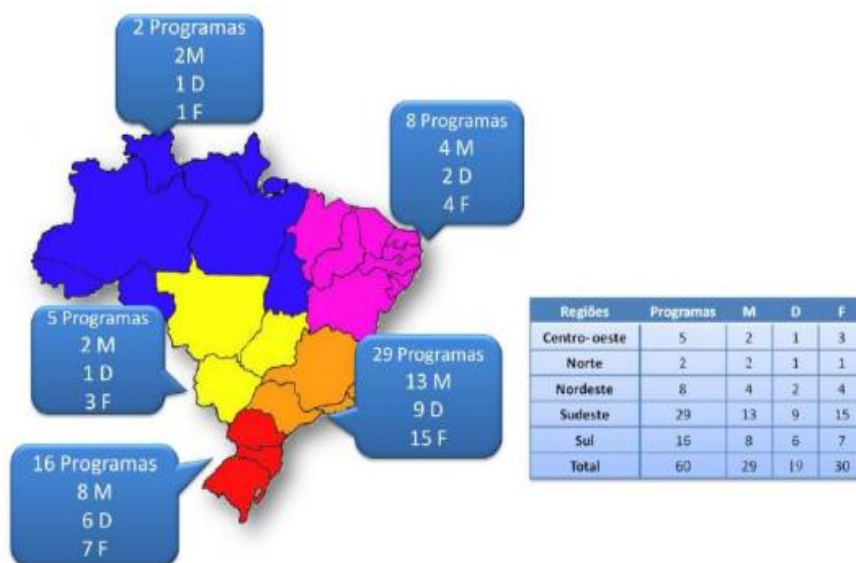 2 Programas
2M
1 D
1 F
8 Programas
4 M
2 D
4 F
5 Programas
2 M
1 D
3 F
29 Programas
13 M
9 D
15 F
16 Programas
8 M
6 D
7 F
Regiões Programas M D F
Centro-oeste 5 2 1 3
Norte 2 2 1 1
Nordeste 8 4 2 4
Sudeste 29 13 9 15
Sul 16 8 6 7
Total 60 29 19 30